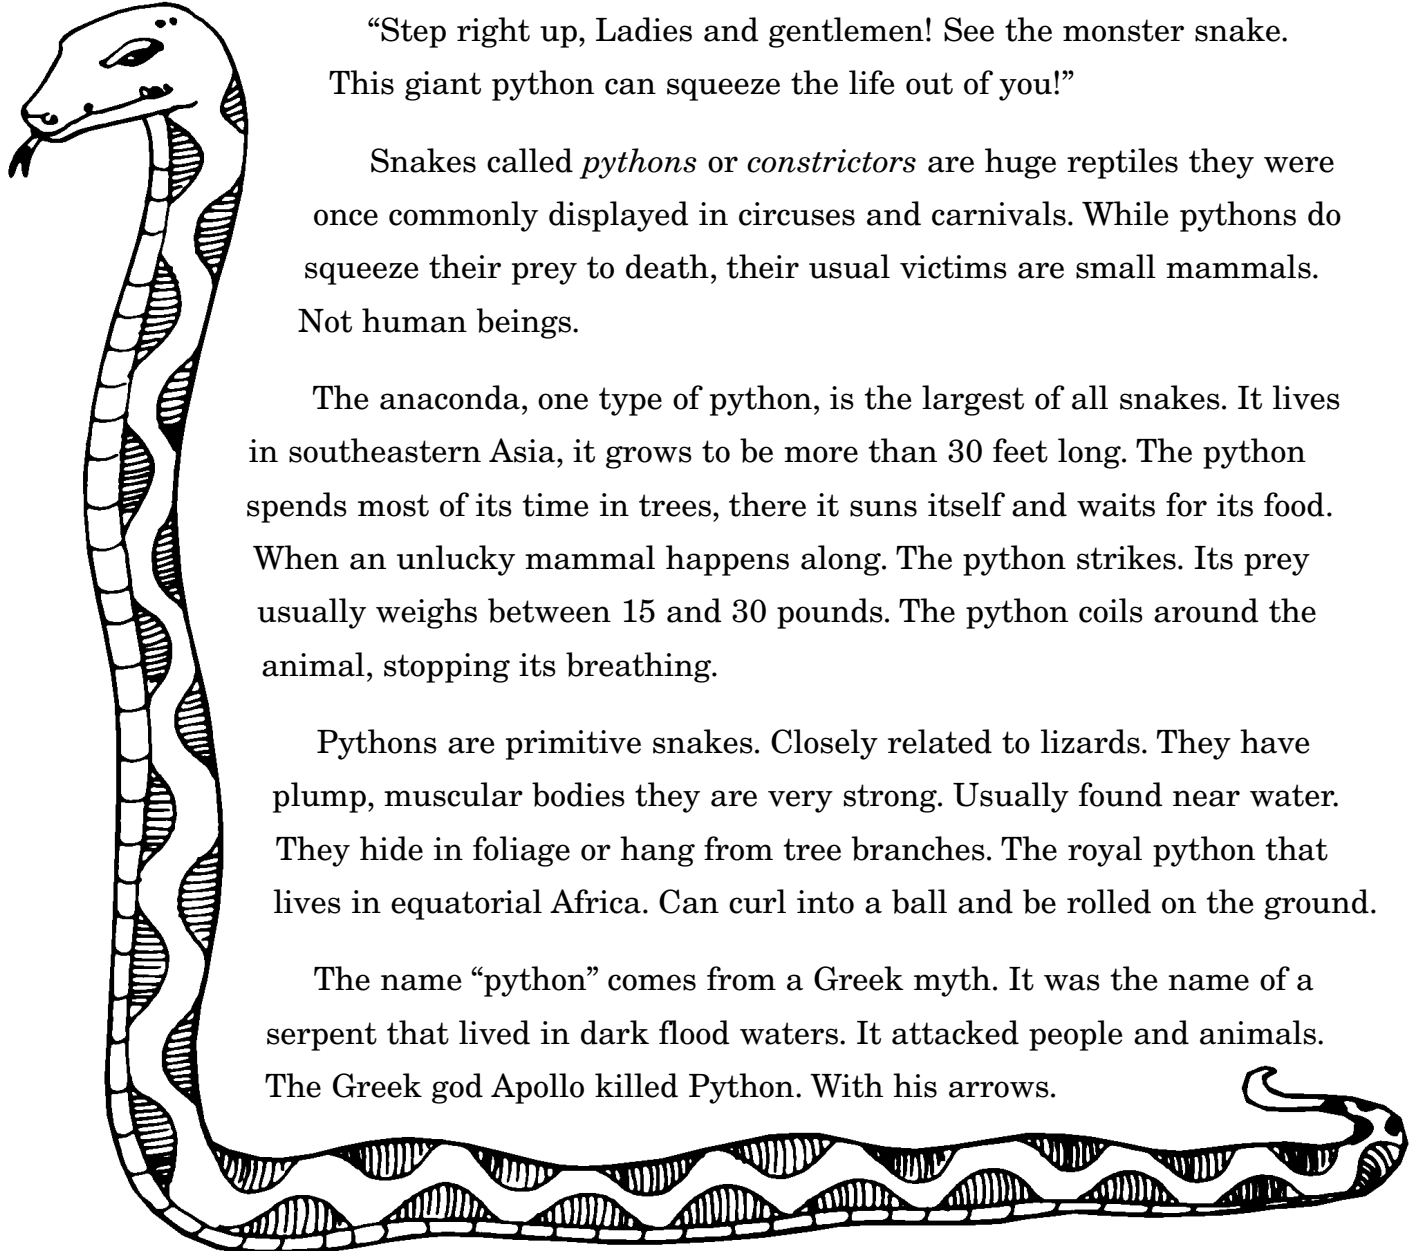 “Step right up, Ladies and gentlemen! See the monster snake.
This giant python can squeeze the life out of you!”
Snakes called pythons or constrictors are huge reptiles they were
once commonly displayed in circuses and carnivals. While pythons do
squeeze their prey to death, their usual victims are small mammals.
Not human beings.
The anaconda, one type of python, is the largest of all snakes. It lives
in southeastern Asia, it grows to be more than 30 feet long. The python
spends most of its time in trees, there it suns itself and waits for its food.
When an unlucky mammal happens along. The python strikes. Its prey
usually weighs between 15 and 30 pounds. The python coils around the
animal, stopping its breathing.
Pythons are primitive snakes. Closely related to lizards. They have
plump, muscular bodies they are very strong. Usually found near water.
They hide in foliage or hang from tree branches. The royal python that
lives in equatorial Africa. Can curl into a ball and be rolled on the ground.
The name “python” comes from a Greek myth. It was the name of a
serpent that lived in dark flood waters. It attacked people and animals.
The Greek god Apollo killed Python. With his arrows.